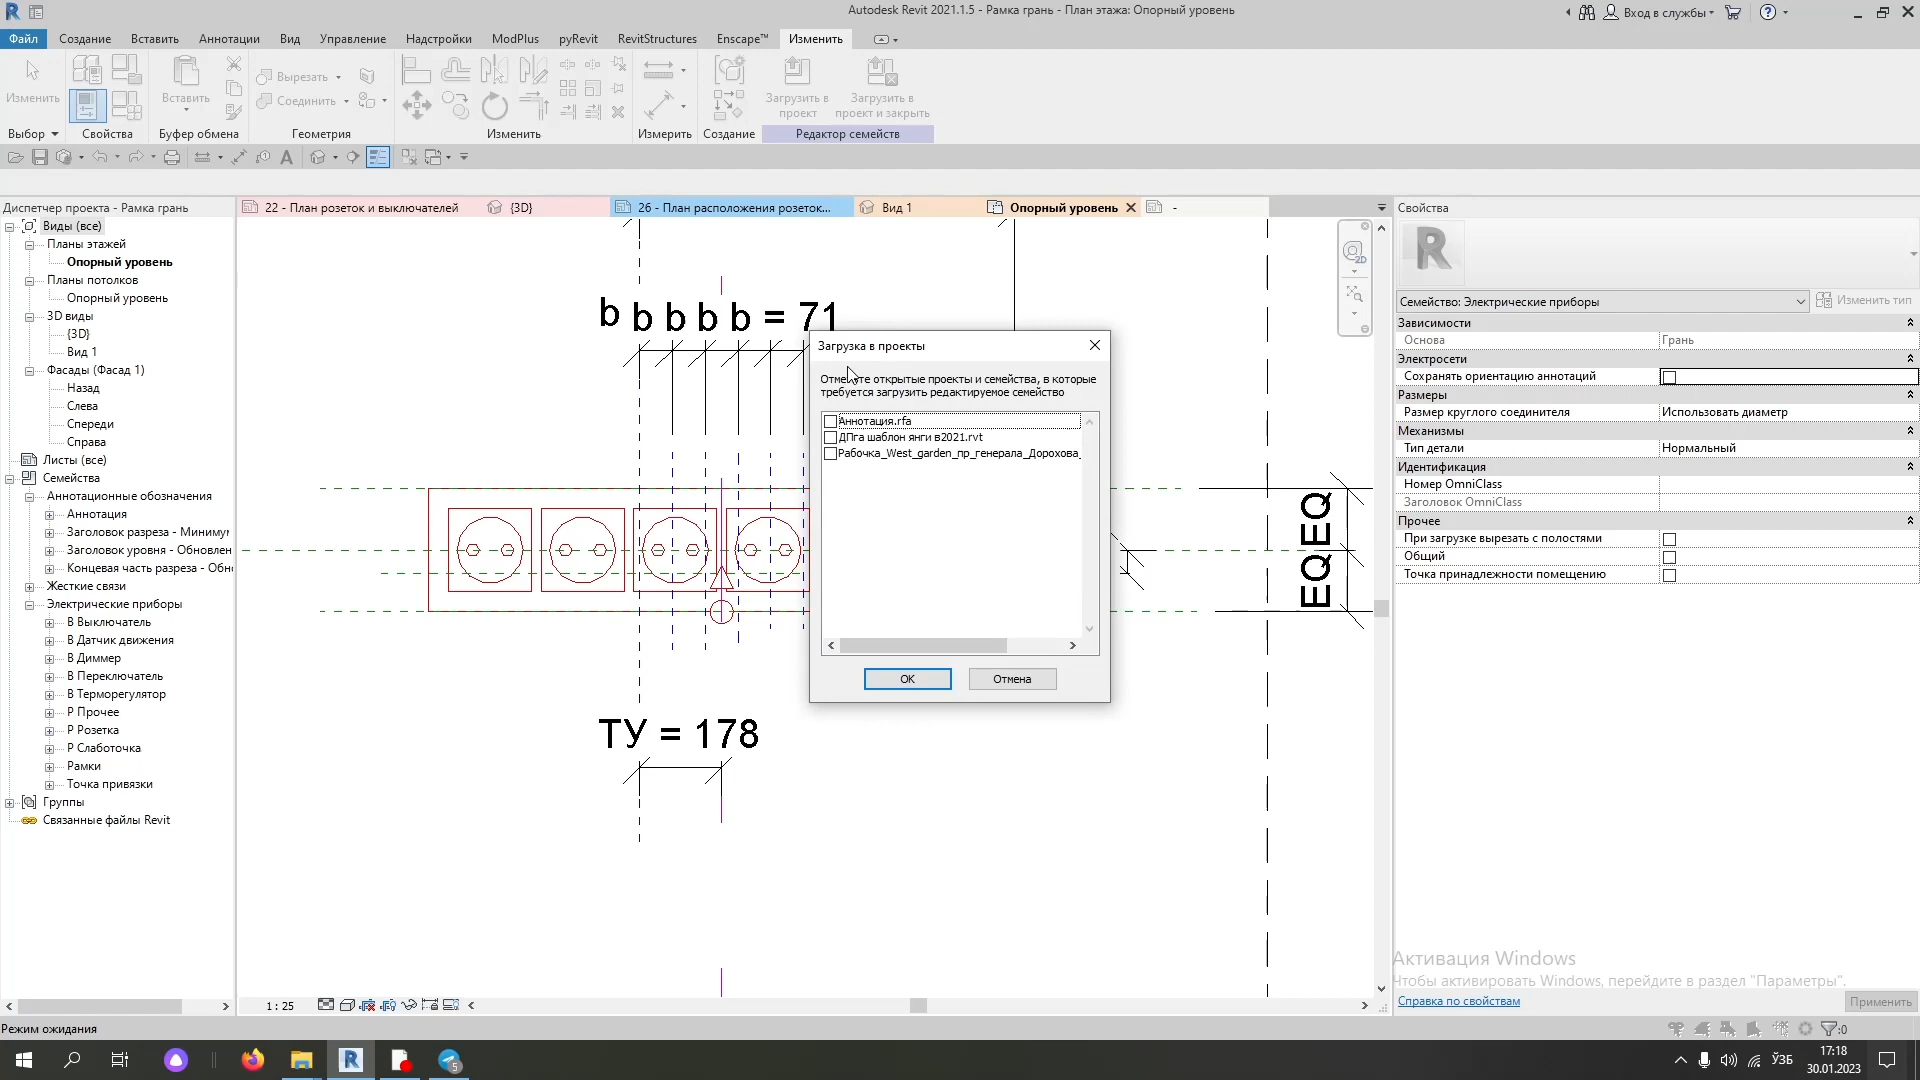 Autodesk Revit 2021.1.5 - Рамка грань - План этажа: Опорный уровень
Вход в службы
Файл Создание Вставить Аннотации Вид Управление Надстройки ModPlus pyRevit RevitStructures Enscape™ Изменить
Изменить
Вставить
Вырезать
Соединить
Загрузить в проект
Загрузить в проект и закрыть
Выбор Свойства Буфер обмена Геометрия Изменить Измерить Создание Редактор семейств
Диспетчер проекта - Рамка грань
22 - План розеток и выключателей
{3D}
26 - План расположения розеток...
Вид 1
Опорный уровень
-
Свойства
Виды (все)
Планы этажей
Опорный уровень
Планы потолков
Опорный уровень
3D виды
{3D}
Вид 1
Фасады (Фасад 1)
Назад
Слева
Спереди
Справа
Листы (все)
Семейства
Аннотационные обозначения
Аннотация
Заголовок разреза - Минимум
Заголовок уровня - Обновлен
Концевая часть разреза - Обн
Жесткие связи
Электрические приборы
В Выключатель
В Датчик движения
В Диммер
В Переключатель
В Терморегулятор
Р Прочее
Р Розетка
Р Слаботочка
Рамки
Точка привязки
Группы
Связанные файлы Revit
b b b b b = 71
ТУ = 178
EQ EQ
2D
Загрузка в проекты
Отметьте открытые проекты и семейства, в которые
требуется загрузить редактируемое семейство
Аннотация.rfa
ДПга шаблон янги в2021.rvt
Рабочка_West_garden_пр_генерала_Дорохова_
OK
Отмена
Семейство: Электрические приборы
Изменить тип
Зависимости
Основа Грань
Электросети
Сохранять ориентацию аннотаций
Размеры
Размер круглого соединителя Использовать диаметр
Механизмы
Тип детали Нормальный
Идентификация
Номер OmniClass
Заголовок OmniClass
Прочее
При загрузке вырезать с полостями
Общий
Точка принадлежности помещению
Активация Windows
Чтобы активировать Windows, перейдите в раздел "Параметры".
Справка по свойствам
Применить
1 : 25
Режим ожидания
:0
5
ЎЗБ
17:18
30.01.2023